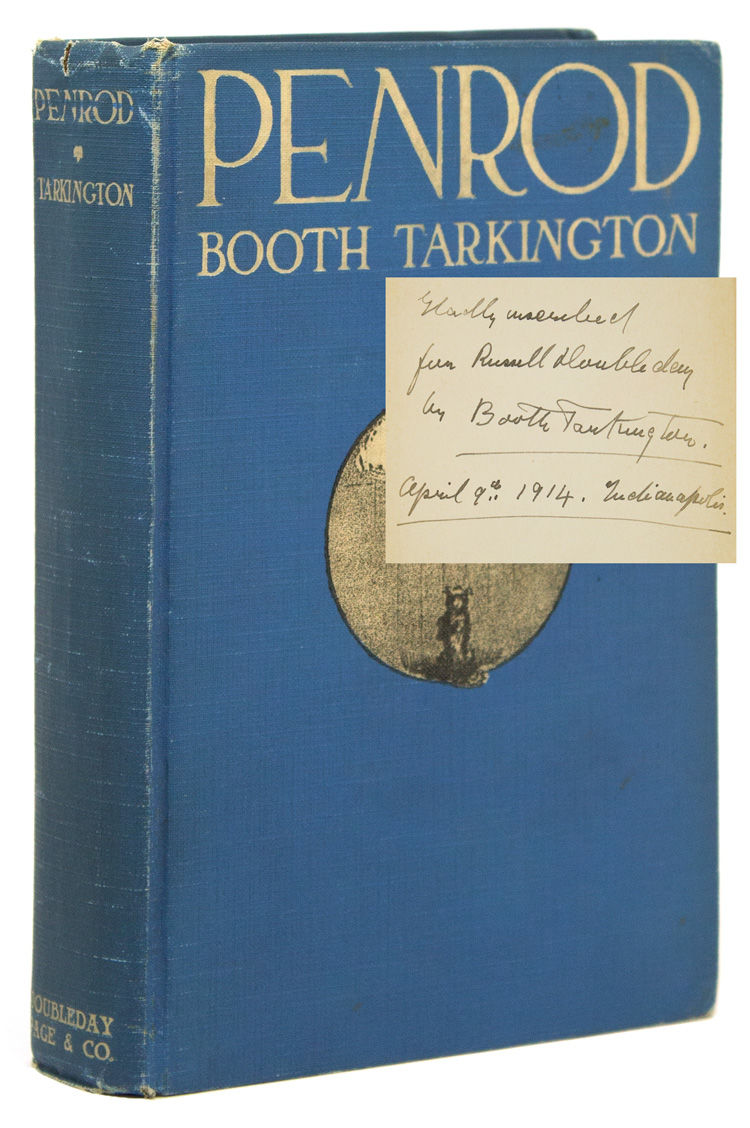 PENROD
TARKINGTON
DOUBLEDAY
PAGE & CO.
PENROD
BOOTH TARKINGTON
Gladly inscribed
for Russell Doubleday
by Booth Tarkington.
April 9th 1914. Indianapolis.